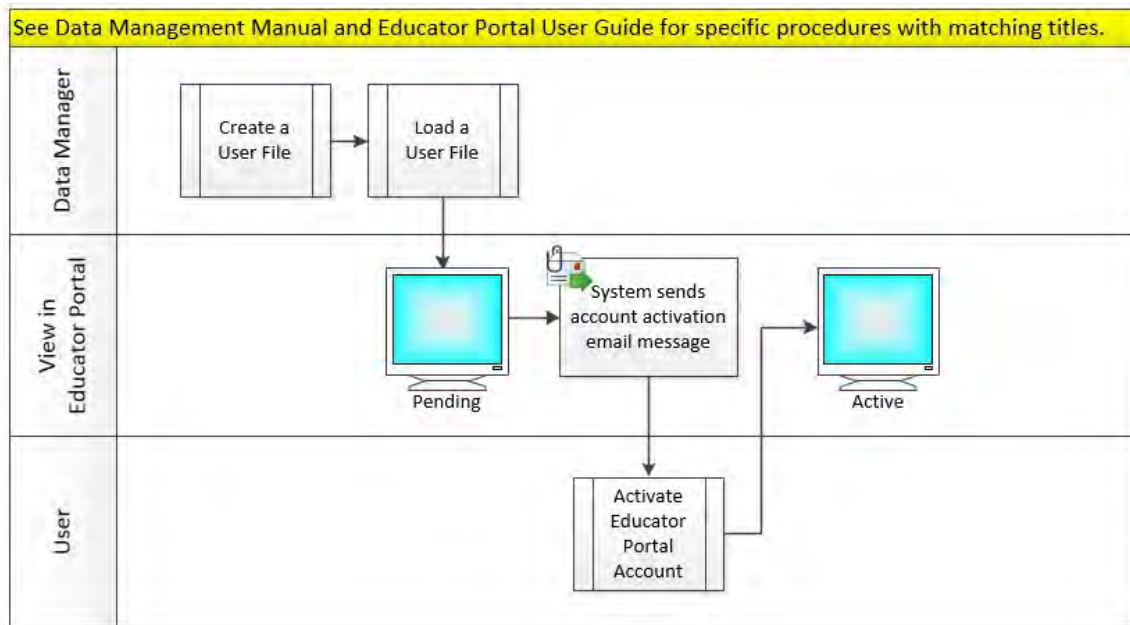 See Data Management Manual and Educator Portal User Guide for specific procedures with matching titles.
Data Manager
Create a
User File
Load a
User File
View in
Educator Portal
Pending
System sends
account activation
email message
Active
User
Activate
Educator
Portal
Account